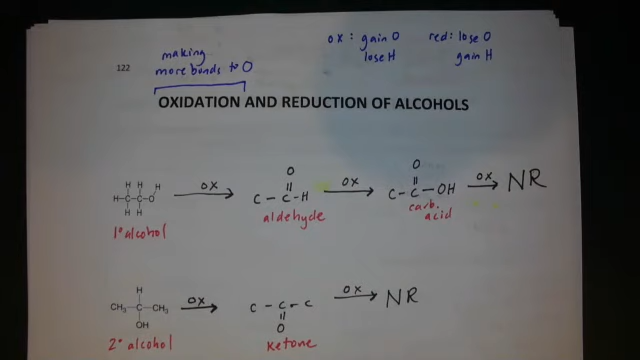 ox: gain O red: lose O
making lose H gain H
122 more bonds to O
OXIDATION AND REDUCTION OF ALCOHOLS
O O
H H H ox || ox || ox
H-C-C-O → C - C - H → C - C - OH → NR
H H aldehyde carb.
1° alcohol acid
H
CH₃-C-CH₃ ox → C - C - C ox → NR
OH || O
2° alcohol ketone